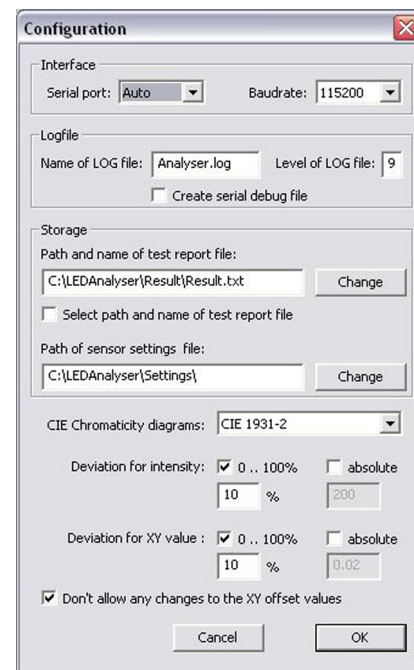 Configuration
Interface
Serial port: Auto Baudrate: 115200
Logfile
Name of LOG file: Analyser.log Level of LOG file: 9
Create serial debug file
Storage
Path and name of test report file:
C:\LEDAnalyser\Result\Result.txt Change
Select path and name of test report file
Path of sensor settings file:
C:\LEDAnalyser\Settings\ Change
CIE Chromaticity diagrams: CIE 1931-2
Deviation for intensity: 0 .. 100% absolute
10 % 200
Deviation for XY value : 0 .. 100% absolute
10 % 0.02
Don't allow any changes to the XY offset values
Cancel OK